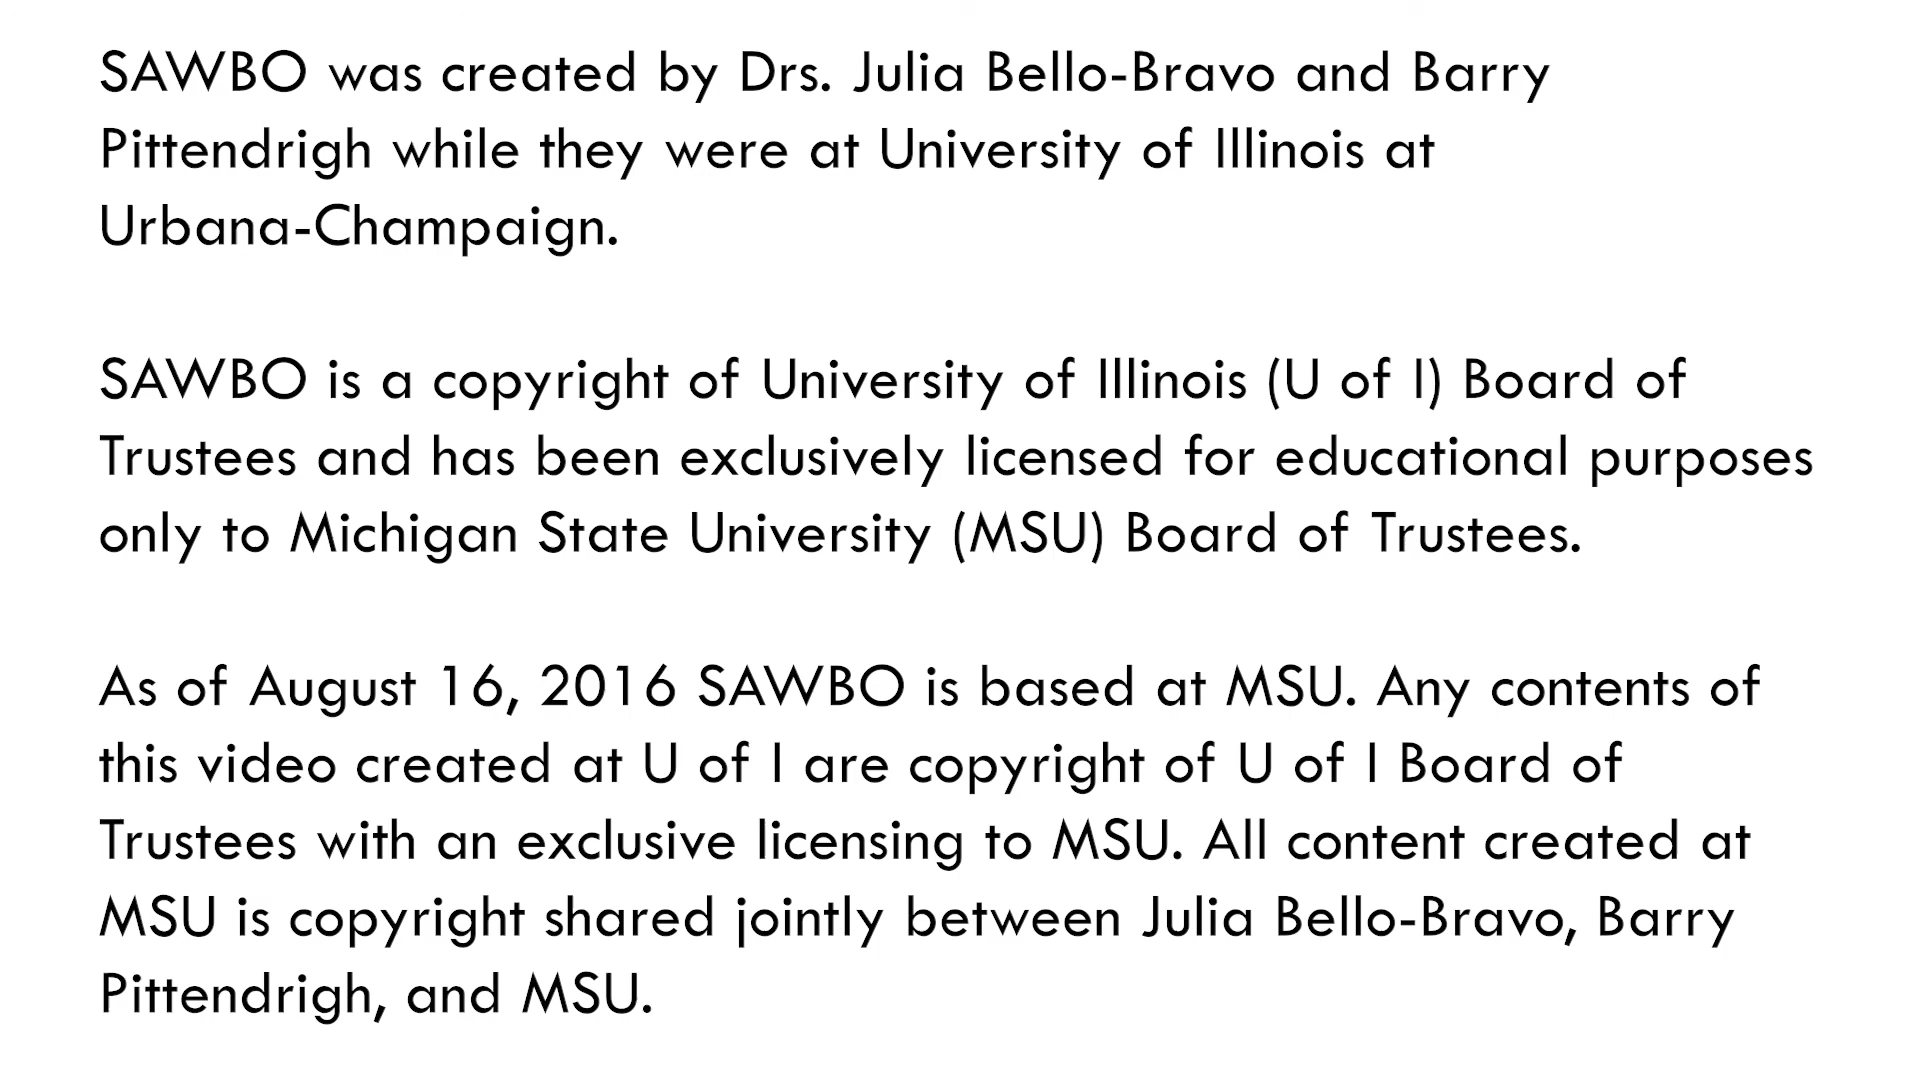 SAWBO was created by Drs. Julia Bello-Bravo and Barry
Pittendrigh while they were at University of Illinois at
Urbana-Champaign.
SAWBO is a copyright of University of Illinois (U of I) Board of
Trustees and has been exclusively licensed for educational purposes
only to Michigan State University (MSU) Board of Trustees.
As of August 16, 2016 SAWBO is based at MSU. Any contents of
this video created at U of I are copyright of U of I Board of
Trustees with an exclusive licensing to MSU. All content created at
MSU is copyright shared jointly between Julia Bello-Bravo, Barry
Pittendrigh, and MSU.